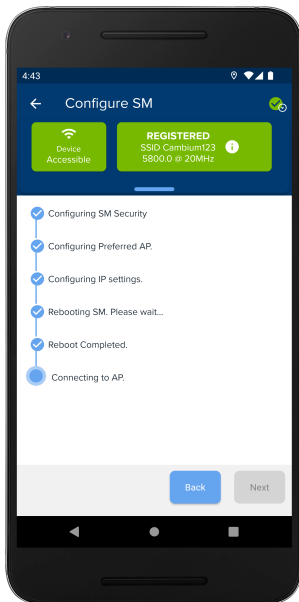 4:43
Configure SM
Device
Accessible
REGISTERED
SSID Cambium123
5800.0 @ 20MHz
Configuring SM Security
Configuring Preferred AP.
Configuring IP settings.
Rebooting SM. Please wait...
Reboot Completed.
Connecting to AP.
Back
Next